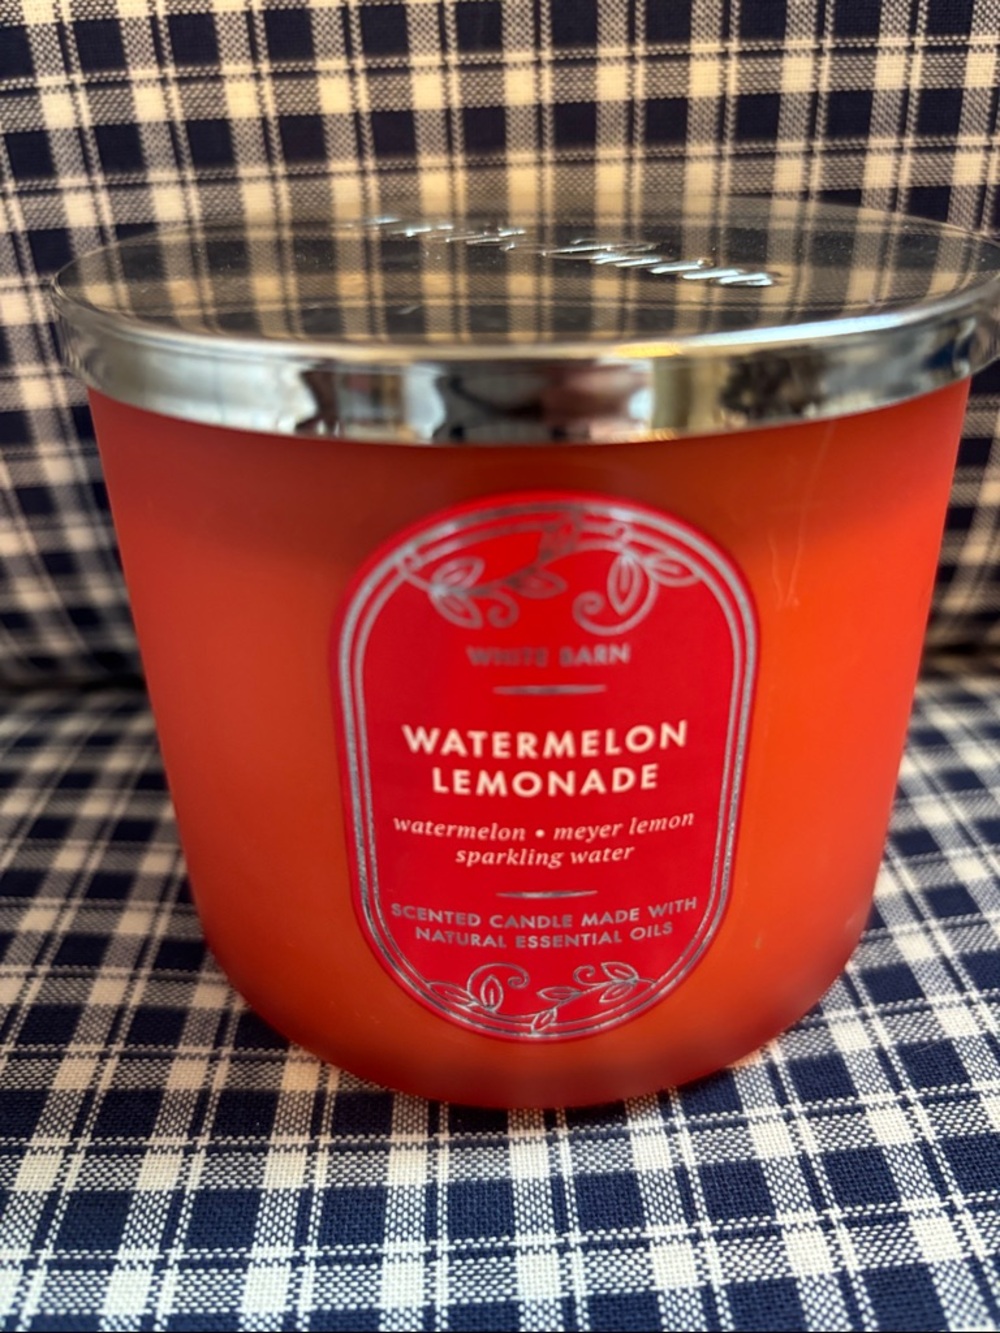 WHITE BARN
WATERMELON
LEMONADE
watermelon • meyer lemon
sparkling water
SCENTED CANDLE MADE WITH
NATURAL ESSENTIAL OILS